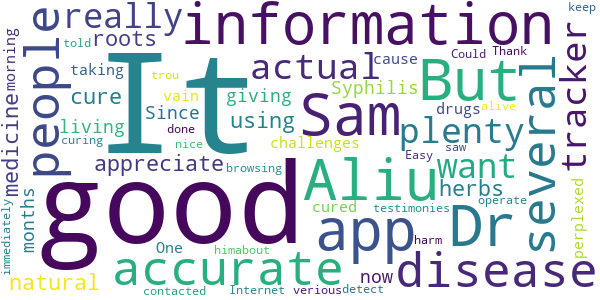 information
really
keep
people
morning
told
roots
actual
cause
But
Could
Thank
tracker
taking
trou
Syphilis
drugs
alive
medicine
cure
vain
giving
Sam
saw
Since
using
plenty
several
living
done
challenges
Easy
curing
nice
It
appreciate
browsing
want
months
good
Aliu
herbs
perplexed
cured
testimonies
operate
One
app
Dr
harm
immediately
himabout
accurate
now
disease
natural
contacted
Internet
verious
detect